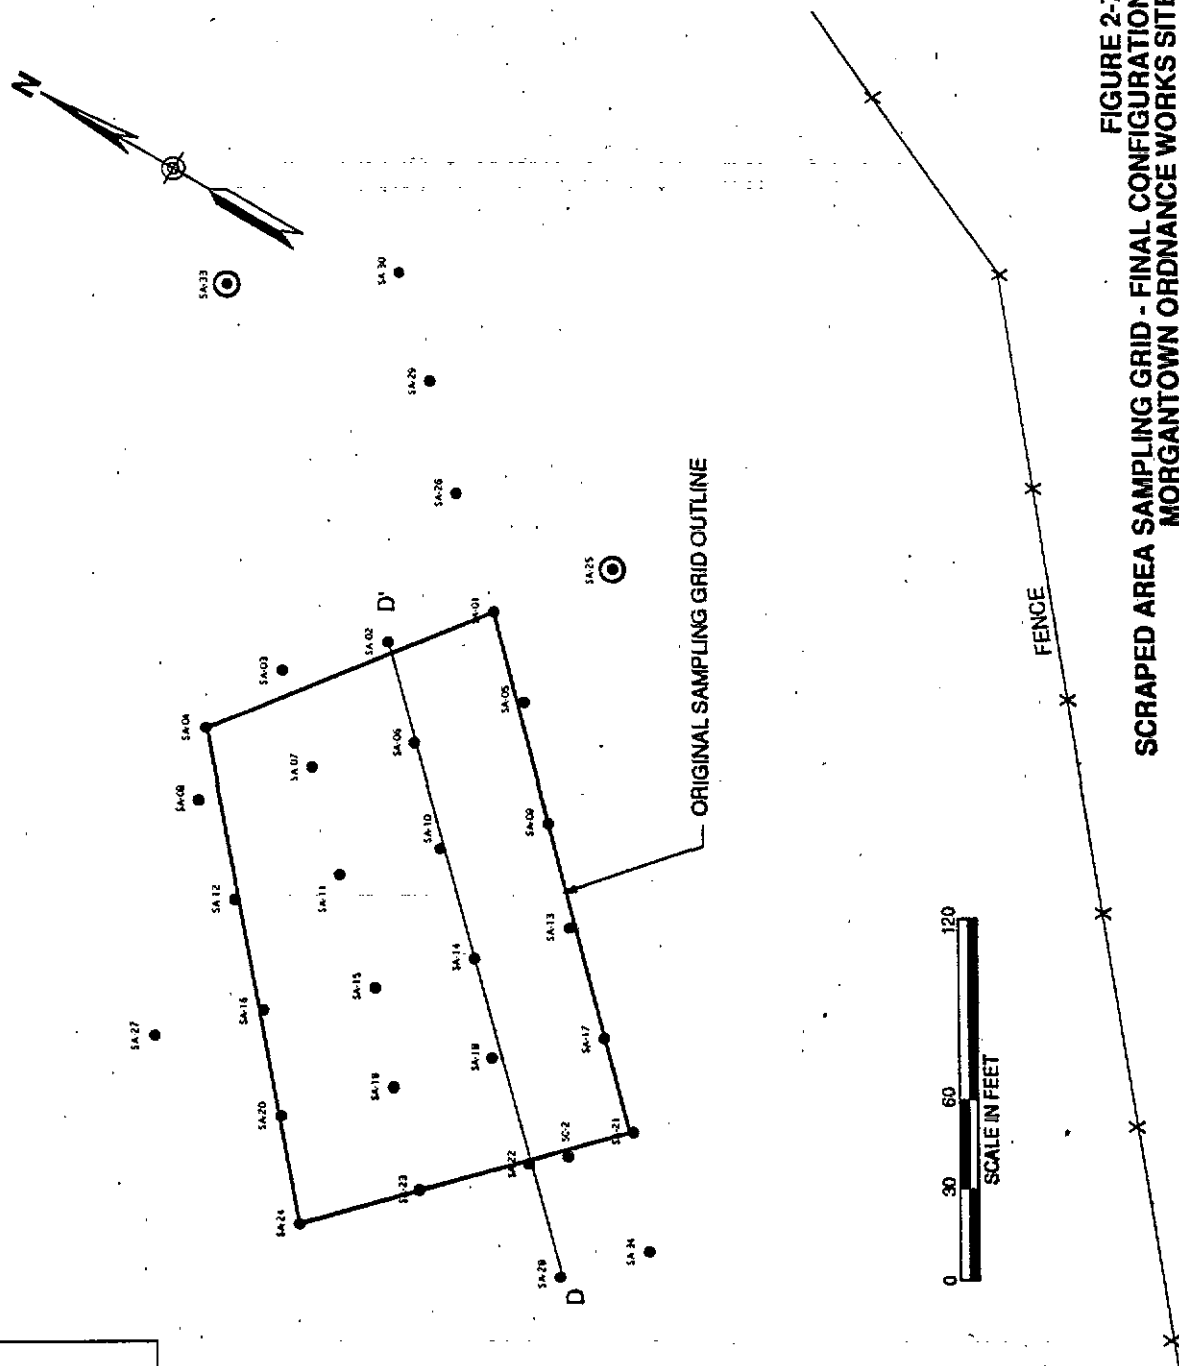 N
SA-33
SA-30
SA-29
SA-26
SA-25
D'
SA-02
SA-01
SA-03
SA-04
SA-05
SA-06
SA-07
SA-08
SA-09
SA-10
SA-11
SA-12
SA-13
SA-14
SA-15
SA-16
SA-17
SA-18
SA-19
SA-20
SA-27
SA-21
SC-2
SA-22
SA-23
SA-24
SA-28
D
SA-34
ORIGINAL SAMPLING GRID OUTLINE
FENCE
0 30 60 120
SCALE IN FEET
FIGURE 2-
SCRAPED AREA SAMPLING GRID - FINAL CONFIGURATION
MORGANTOWN ORDNANCE WORKS SITE